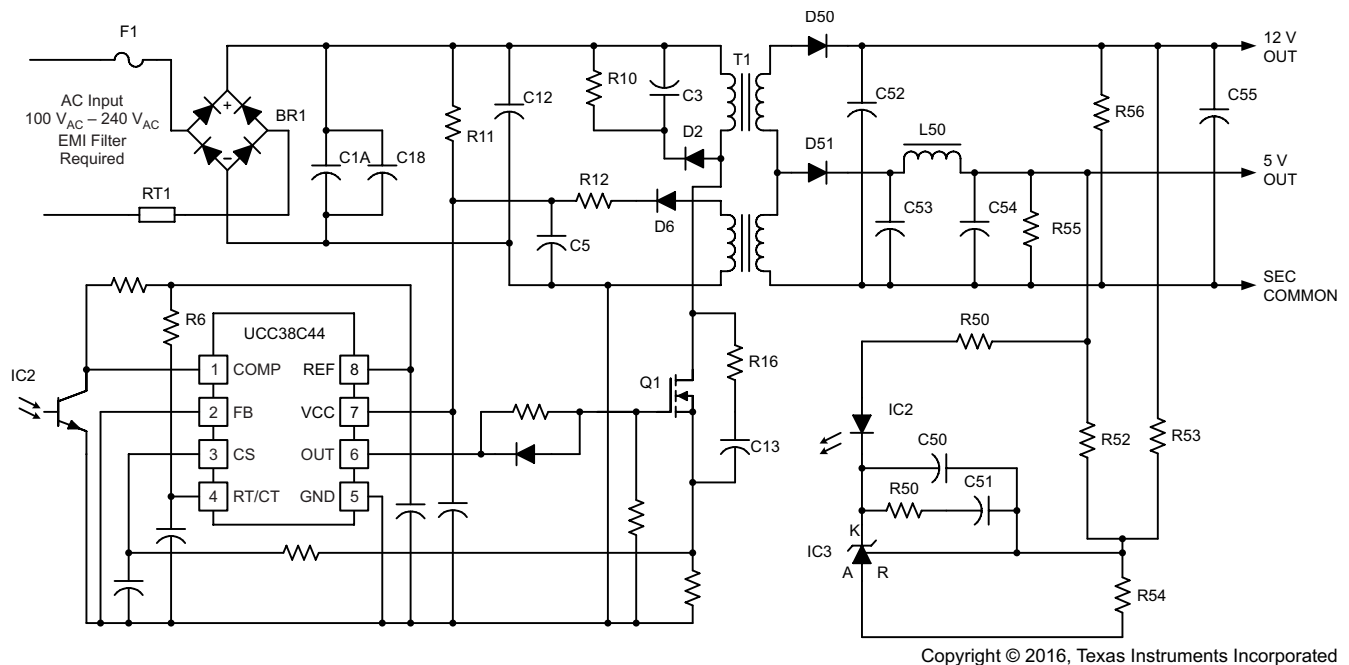 F1
D50
12 V
OUT
T1
AC Input
100 VAC – 240 VAC
EMI Filter
Required
+
BR1
–
R10
C3
C12
R11
D2
C52
R56
C55
C1A
C18
D51
L50
5 V
OUT
RT1
R12
D6
C5
C53
C54
R55
SEC
COMMON
R6
UCC38C44
R50
R16
IC2
1 COMP REF 8
Q1
2 FB VCC 7
IC2
3 CS OUT 6
C13
C50
R52
R53
4 RT/CT GND 5
R50
C51
K
IC3
A
R
R54
Copyright © 2016, Texas Instruments Incorporated